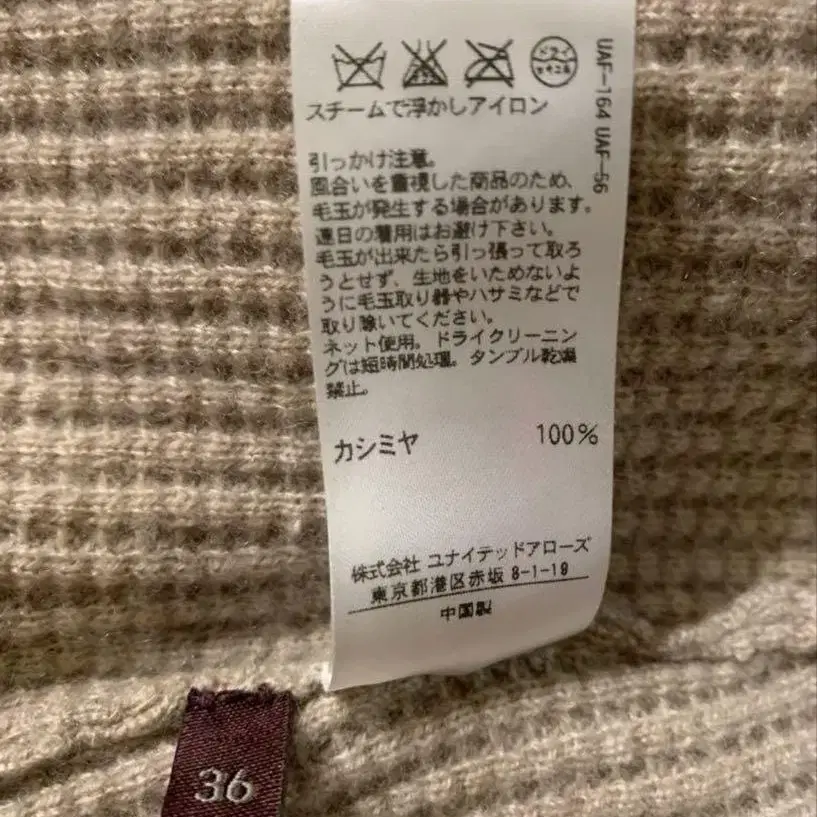 ドライ
セキユ系
スチームで浮かしアイロン
引っかけ注意。
風合いを重視した商品のため、
毛玉が発生する場合があります。
連日の着用はお避け下さい。
毛玉が出来たら引っ張って取ろ
うとせず、生地をいためないよ
うに毛玉取り器やハサミなどで
取り除いてください。
ネット使用。ドライクリーニン
グは短時間処理。タンブル乾燥
禁止。
カシミヤ 100%
株式会社 ユナイテッドアローズ
東京都港区赤坂 8-1-19
中国製
UAF-164 UAF-56
36